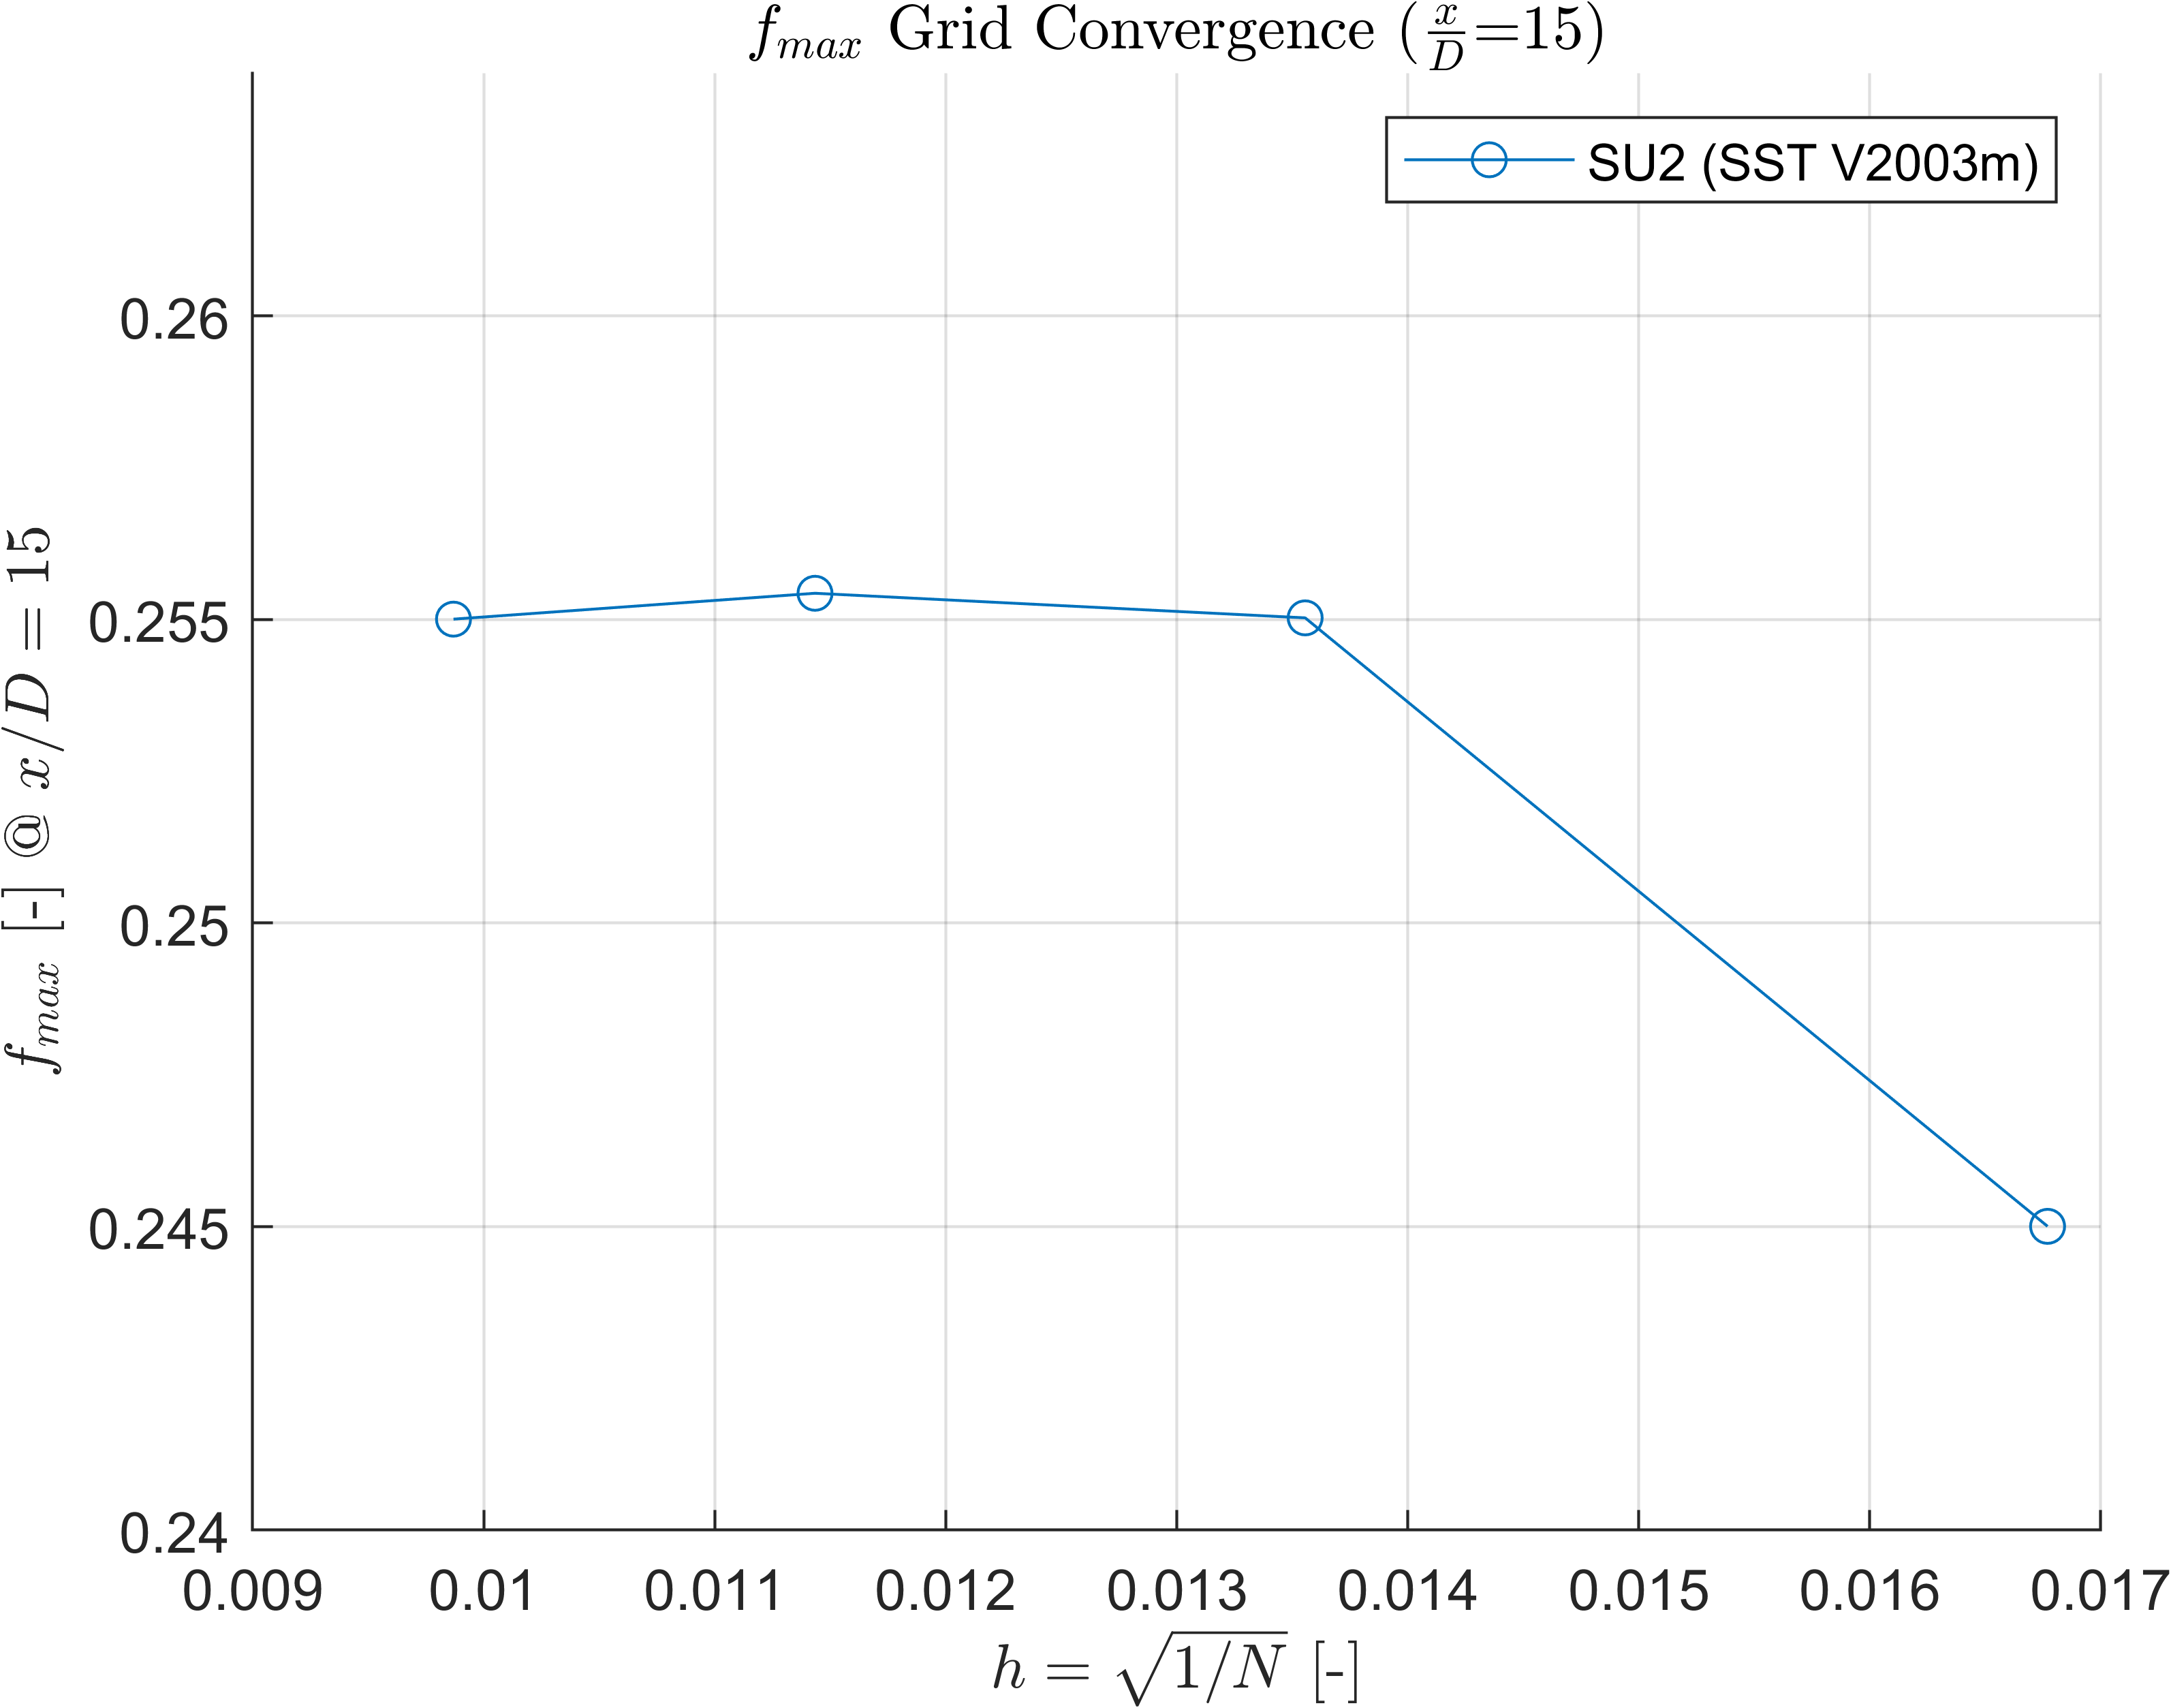 f_max Grid Convergence (x/D=15)
SU2 (SST V2003m)
f_max [-] @ x/D = 15
0.26
0.255
0.25
0.245
0.24
0.009 0.01 0.011 0.012 0.013 0.014 0.015 0.016 0.017
h = √1/N [-]